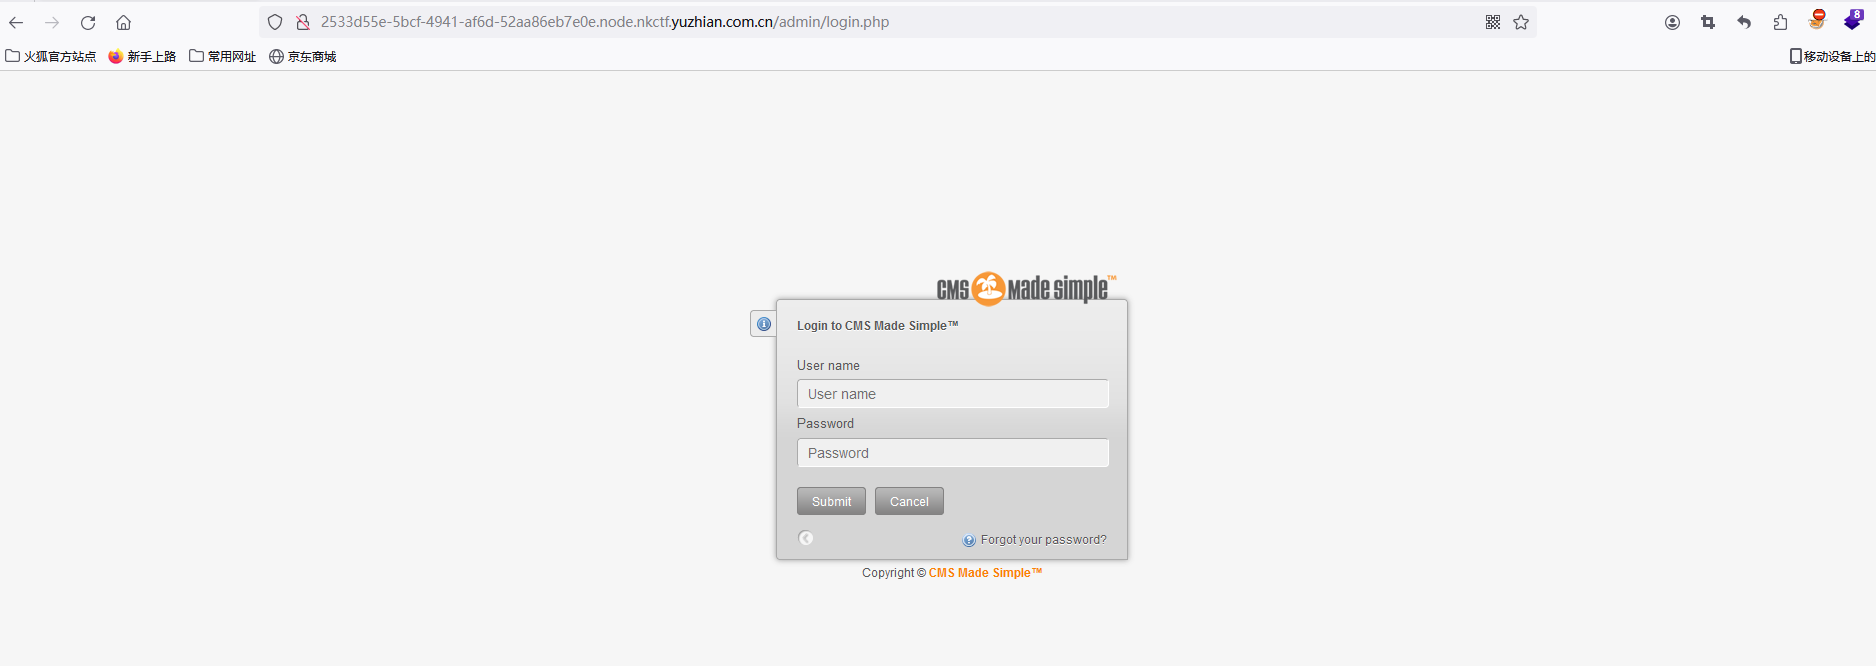 2533d55e-5bcf-4941-af6d-52aa86eb7e0e.node.nkctf.yuzhian.com.cn/admin/login.php
8
火狐官方站点 新手上路 常用网址 京东商城 移动设备上的
CMS Made simple™
Login to CMS Made Simple™
User name
User name
Password
Password
Submit Cancel
Forgot your password?
Copyright © CMS Made Simple™